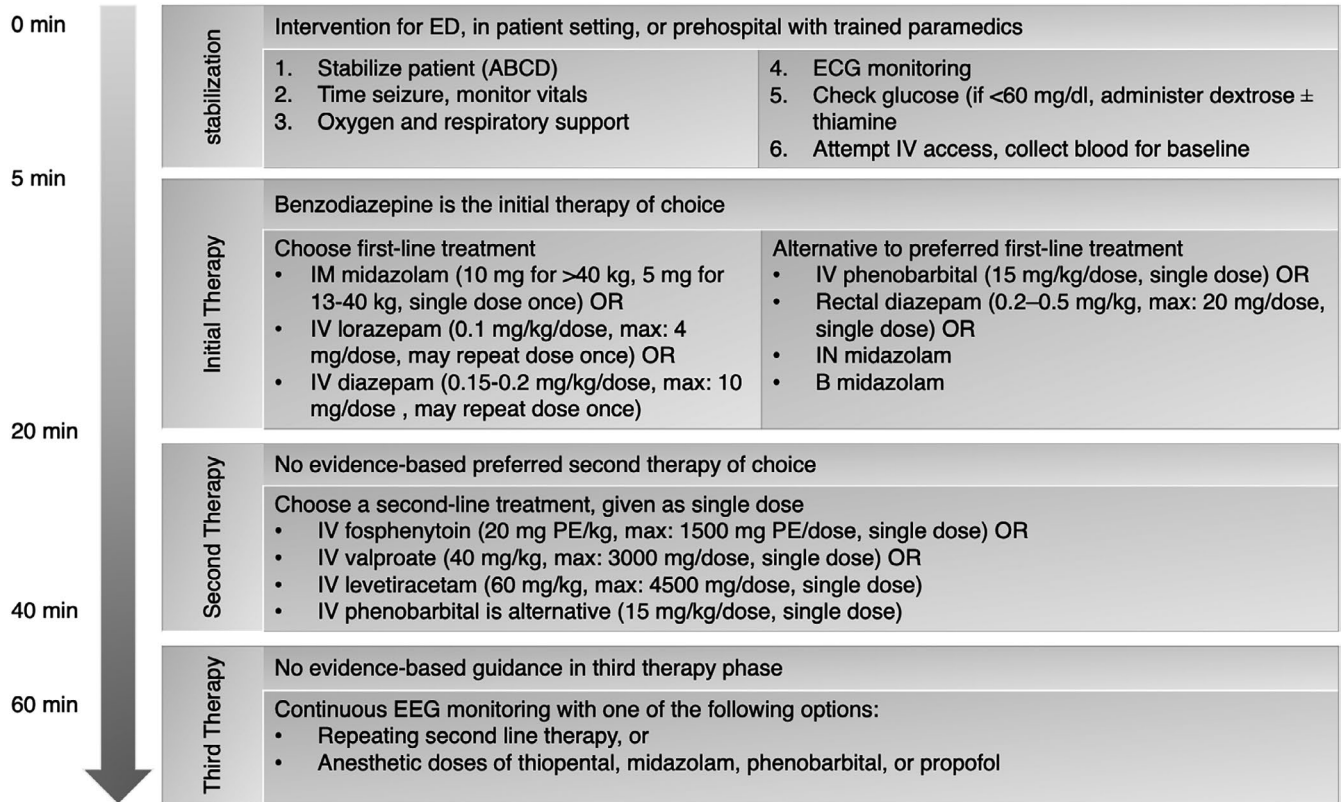 0 min
stabilization
Intervention for ED, in patient setting, or prehospital with trained paramedics
1. Stabilize patient (ABCD)
2. Time seizure, monitor vitals
3. Oxygen and respiratory support
4. ECG monitoring
5. Check glucose (if <60 mg/dl, administer dextrose ±
thiamine
6. Attempt IV access, collect blood for baseline
5 min
Initial Therapy
Benzodiazepine is the initial therapy of choice
Choose first-line treatment
• IM midazolam (10 mg for >40 kg, 5 mg for
13-40 kg, single dose once) OR
• IV lorazepam (0.1 mg/kg/dose, max: 4
mg/dose, may repeat dose once) OR
• IV diazepam (0.15-0.2 mg/kg/dose, max: 10
mg/dose , may repeat dose once)
Alternative to preferred first-line treatment
• IV phenobarbital (15 mg/kg/dose, single dose) OR
• Rectal diazepam (0.2–0.5 mg/kg, max: 20 mg/dose,
single dose) OR
• IN midazolam
• B midazolam
20 min
Second Therapy
No evidence-based preferred second therapy of choice
Choose a second-line treatment, given as single dose
• IV fosphenytoin (20 mg PE/kg, max: 1500 mg PE/dose, single dose) OR
• IV valproate (40 mg/kg, max: 3000 mg/dose, single dose) OR
• IV levetiracetam (60 mg/kg, max: 4500 mg/dose, single dose)
• IV phenobarbital is alternative (15 mg/kg/dose, single dose)
40 min
Third Therapy
No evidence-based guidance in third therapy phase
60 min
Continuous EEG monitoring with one of the following options:
• Repeating second line therapy, or
• Anesthetic doses of thiopental, midazolam, phenobarbital, or propofol